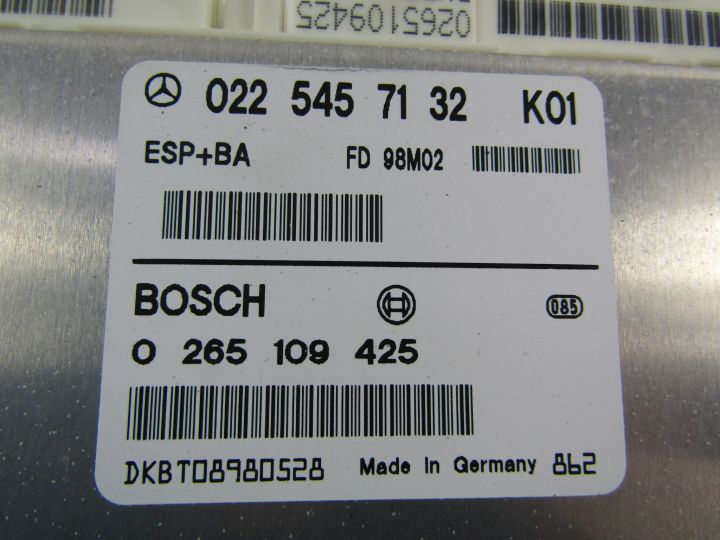 0265109425
022 545 71 32 K01
ESP+BA FD 98M02
BOSCH 085
0 265 109 425
DKBT08980528 Made in Germany 862